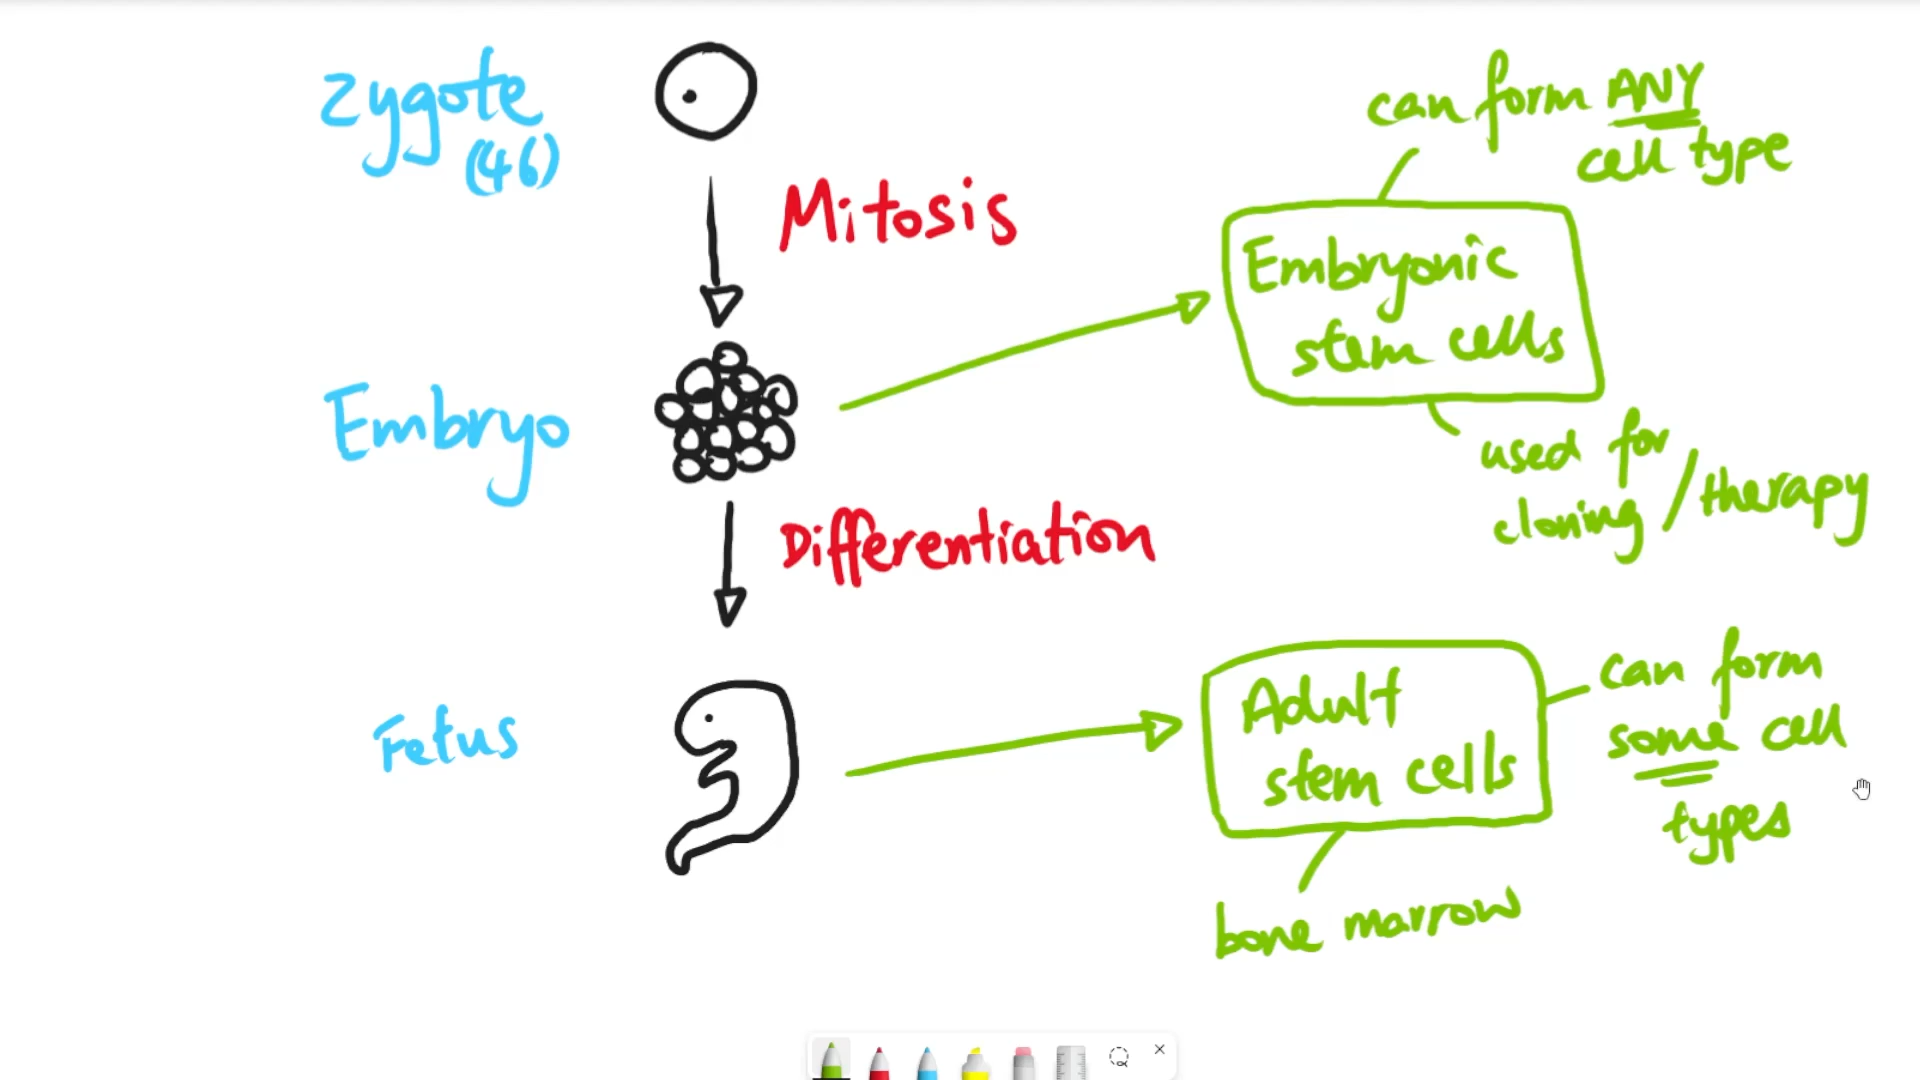 Zygote
(46)
Mitosis
can form ANY
cell type
Embryonic
stem cells
Embryo
used for
cloning / therapy
Differentiation
Fetus
Adult
stem cells
can form
some cell
types
bone marrow